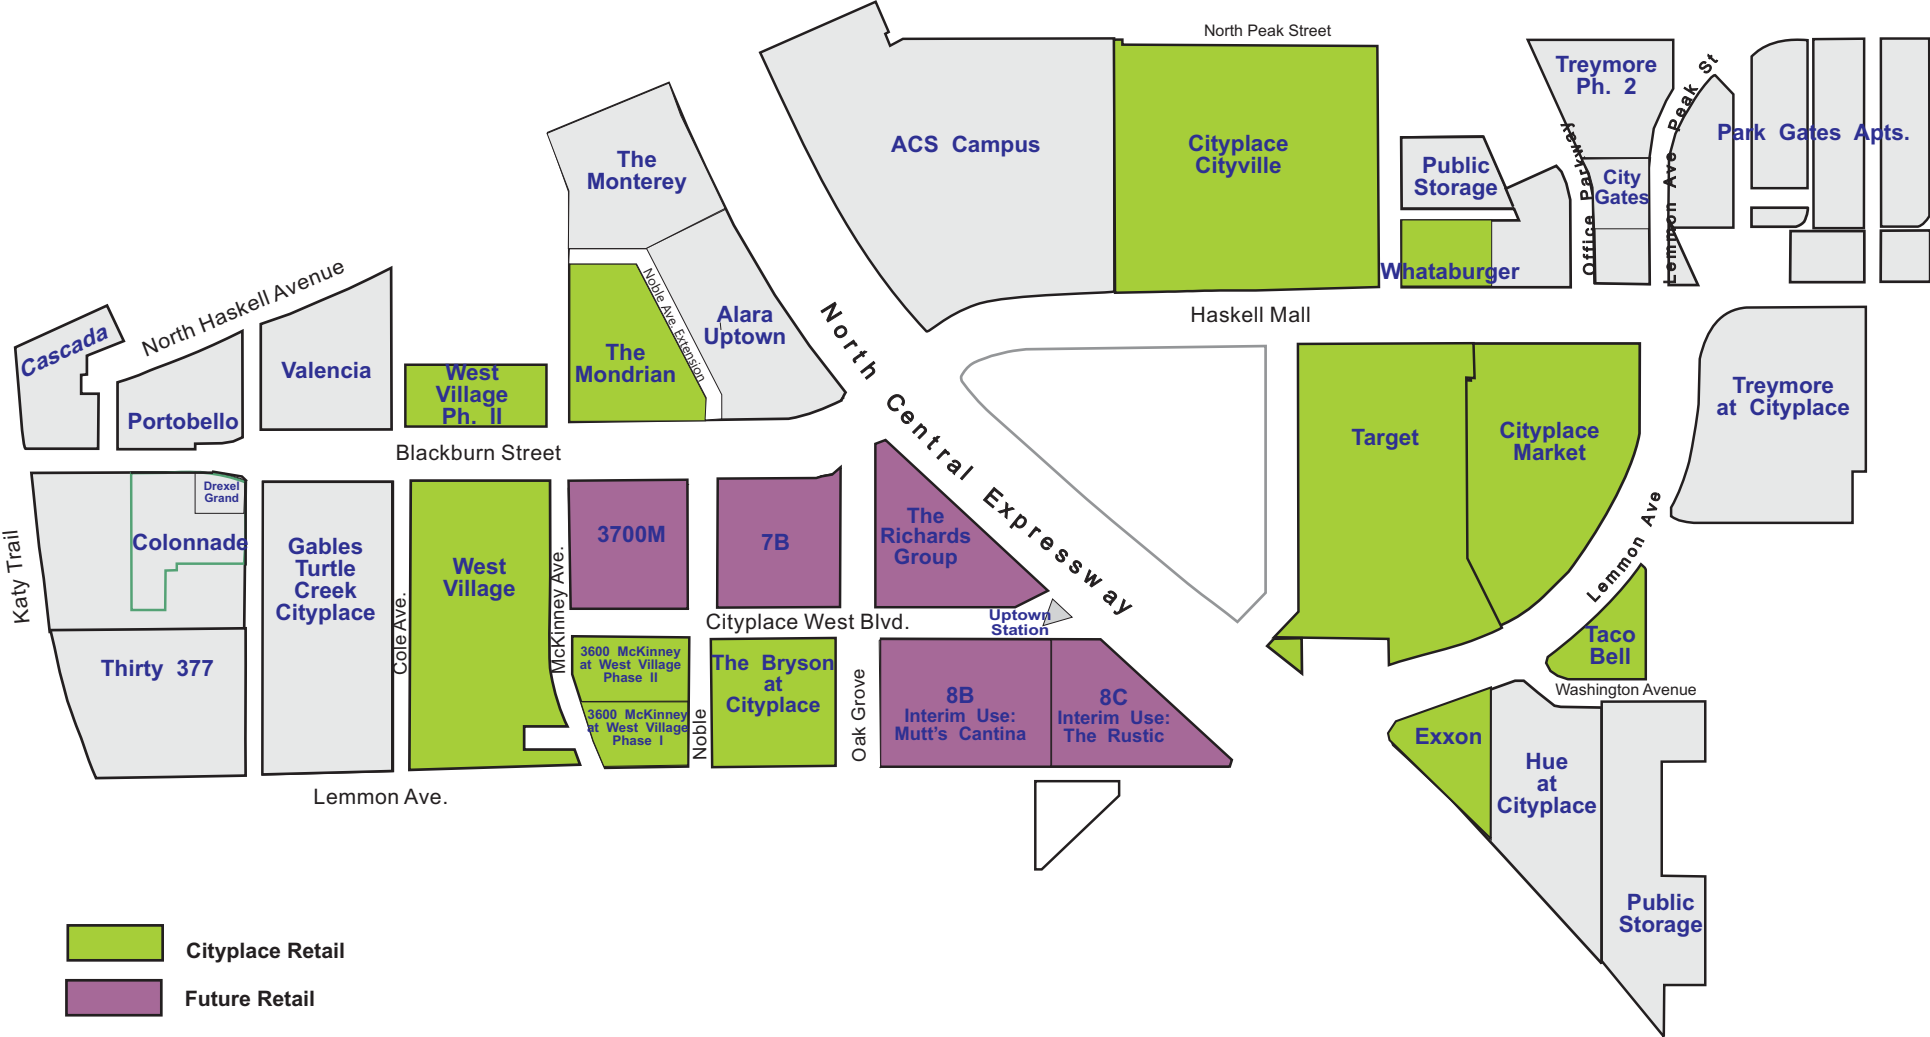 North Peak Street
Treymore
Ph. 2
Peak St
Park Gates Apts.
ACS Campus
Cityplace
Cityville
Public
Storage
Office Parkway
City
Gates
Lemmon Ave
The
Monterey
Whataburger
Haskell Mall
North Haskell Avenue
Cascada
Portobello
Valencia
West
Village
Ph. II
The
Mondrian
Noble Ave. Extension
Alara
Uptown
North Central Expressway
Target
Cityplace
Market
Treymore
at Cityplace
Blackburn Street
Katy Trail
Drexel
Grand
Colonnade
Gables
Turtle
Creek
Cityplace
Cole Ave.
West
Village
McKinney Ave.
3700M
7B
The
Richards
Group
Lemmon Ave
Uptown
Station
Cityplace West Blvd.
Thirty 377
3600 McKinney
at West Village
Phase II
3600 McKinney
at West Village
Phase I
Noble
The Bryson
at
Cityplace
Oak Grove
8B
Interim Use:
Mutt's Cantina
8C
Interim Use:
The Rustic
Taco
Bell
Washington Avenue
Exxon
Hue
at
Cityplace
Public
Storage
Lemmon Ave.
Cityplace Retail
Future Retail